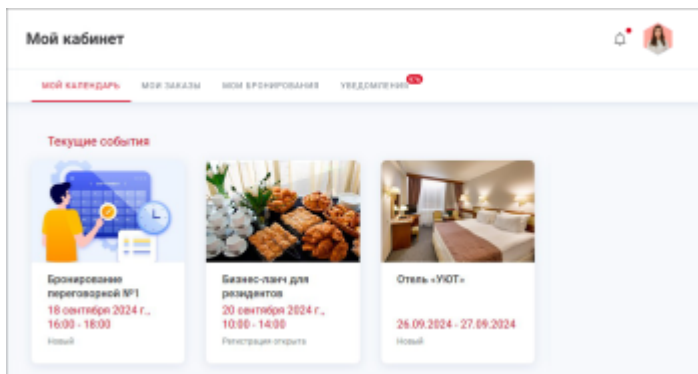 Мой кабинет
МОЙ КАЛЕНДАРЬ МОИ ЗАКАЗЫ МОИ БРОНИРОВАНИЯ УВЕДОМЛЕНИЯ
Текущие события
Бронирование
переговорной №1
18 сентября 2024 г.,
16:00 - 18:00
Новый
Бизнес-ланч для
резидентов
20 сентября 2024 г.,
10:00 - 14:00
Регистрация открыта
Отель «УЮТ»
26.09.2024 - 27.09.2024
Новый